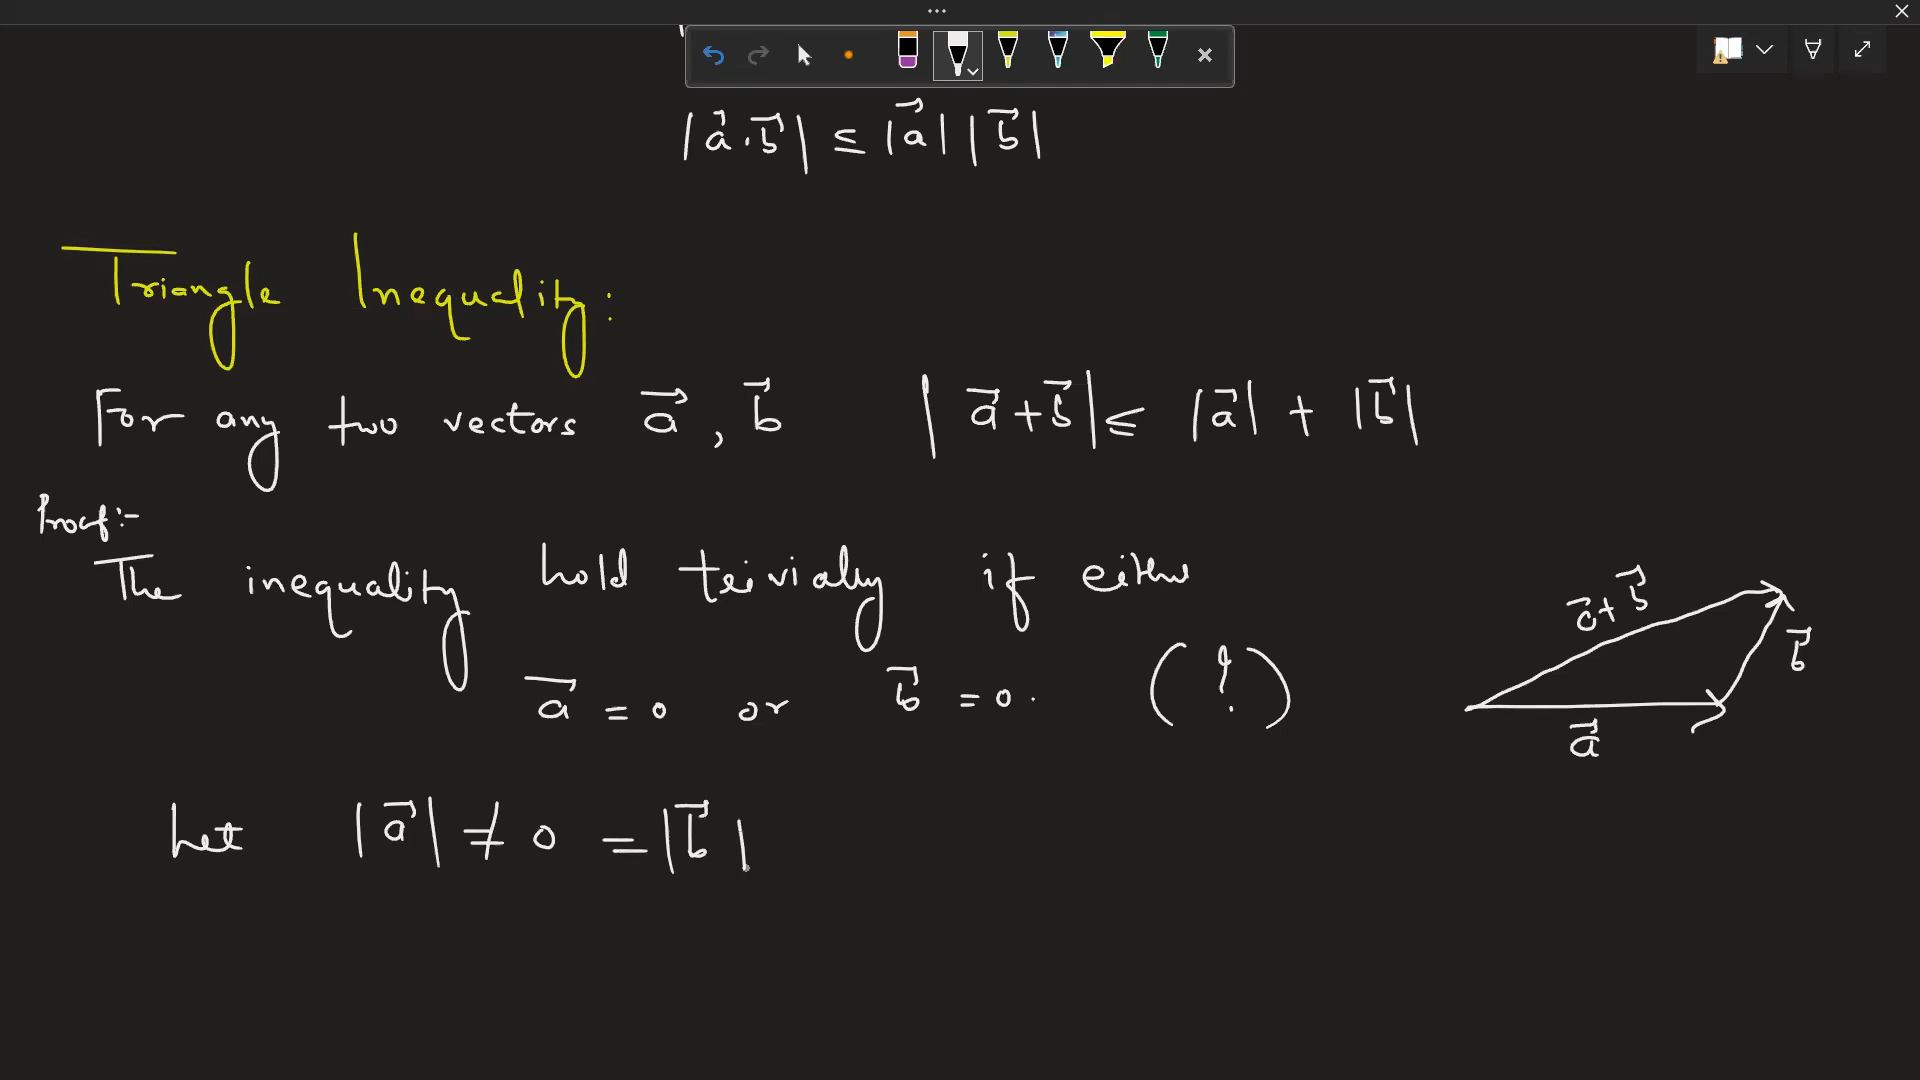 |a⃗.b⃗| ≤ |a⃗| |b⃗|
Triangle Inequality:
For any two vectors a⃗, b⃗ |a⃗+b⃗| ≤ |a⃗| + |b⃗|
Proof:-
The inequality hold trivially if either
a⃗ = 0 or b⃗ = 0. (?)
a⃗+b⃗
b⃗
a⃗
Let |a⃗| ≠ 0 = |b⃗|